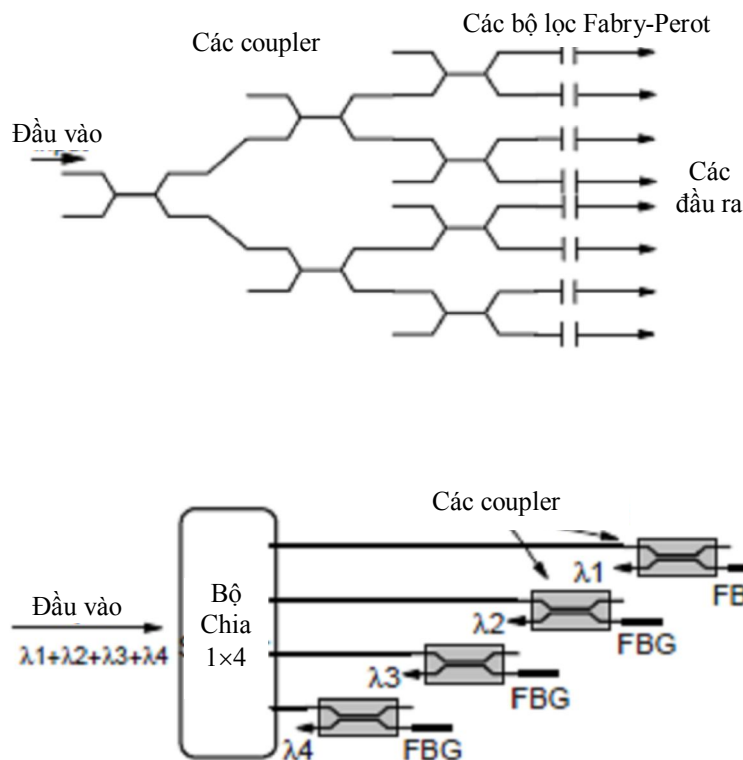 Các bộ lọc Fabry-Perot
Các coupler
Đầu vào
Các
đầu ra
Các coupler
Đầu vào
λ1+λ2+λ3+λ4
Bộ
Chia
1×4
λ1
FB
λ2
FBG
λ3
FBG
λ4
FBG